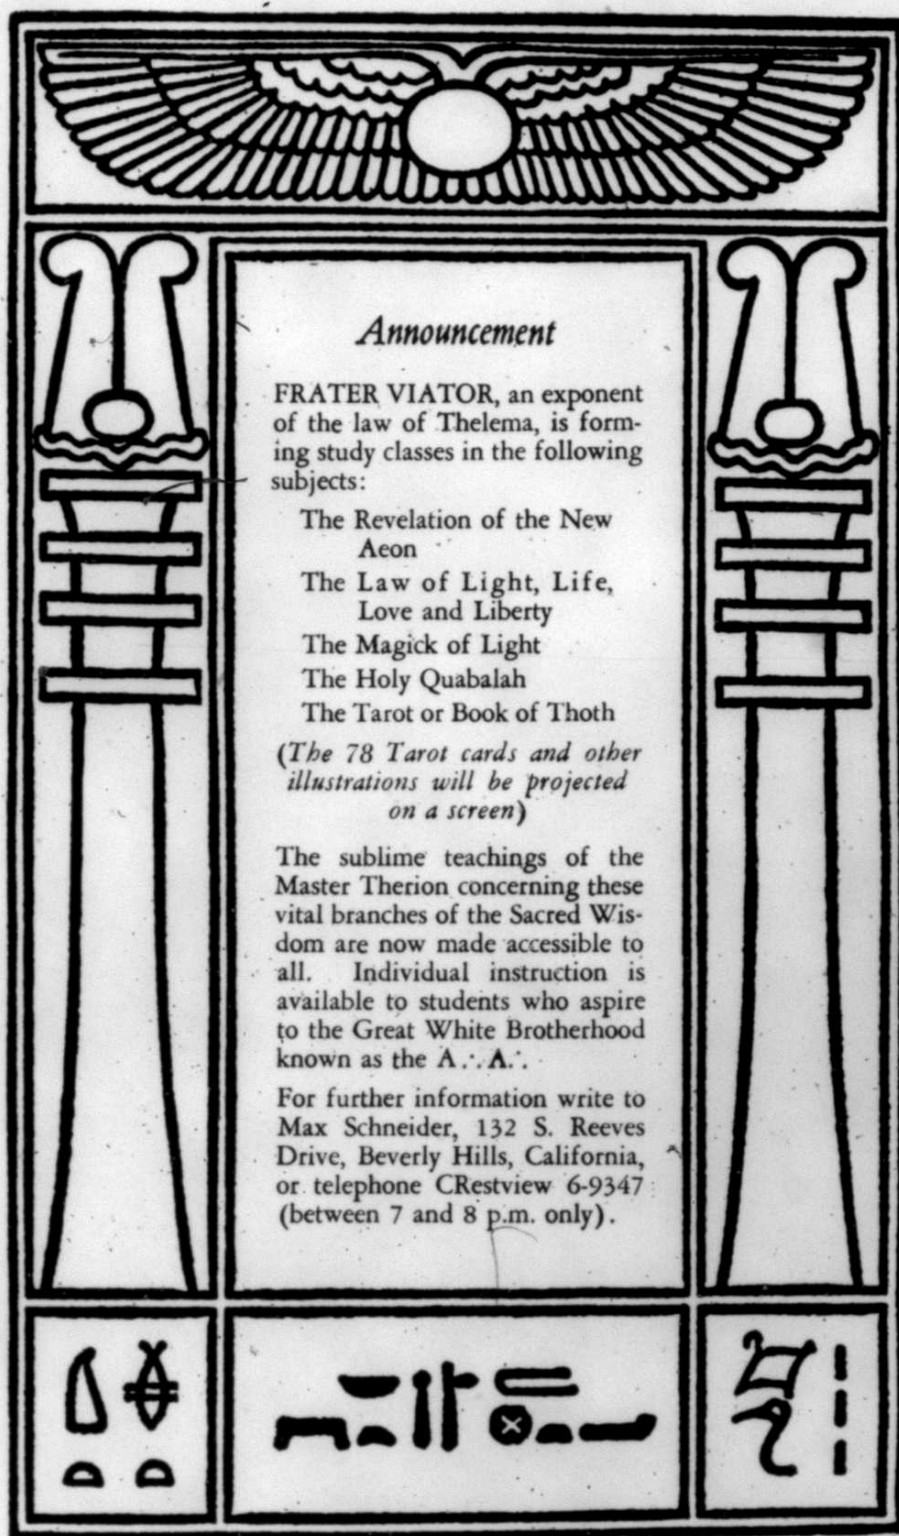 Announcement
FRATER VIATOR, an exponent
of the law of Thelema, is form-
ing study classes in the following
subjects:
The Revelation of the New
Aeon
The Law of Light, Life,
Love and Liberty
The Magick of Light
The Holy Quabalah
The Tarot or Book of Thoth
(The 78 Tarot cards and other
illustrations will be projected
on a screen)
The sublime teachings of the
Master Therion concerning these
vital branches of the Sacred Wis-
dom are now made accessible to
all. Individual instruction is
available to students who aspire
to the Great White Brotherhood
known as the A∴A∴
For further information write to
Max Schneider, 132 S. Reeves
Drive, Beverly Hills, California,
or telephone CRestview 6-9347
(between 7 and 8 p.m. only).